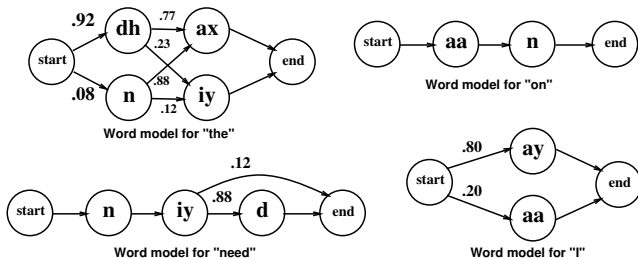 .92 dh .77 ax
start .23 end
.08 n .88 iy
.12
Word model for "the"
start aa n end
Word model for "on"
.12
start n iy .88 d end
Word model for "need"
.80 ay
start end
.20 aa
Word model for "I"